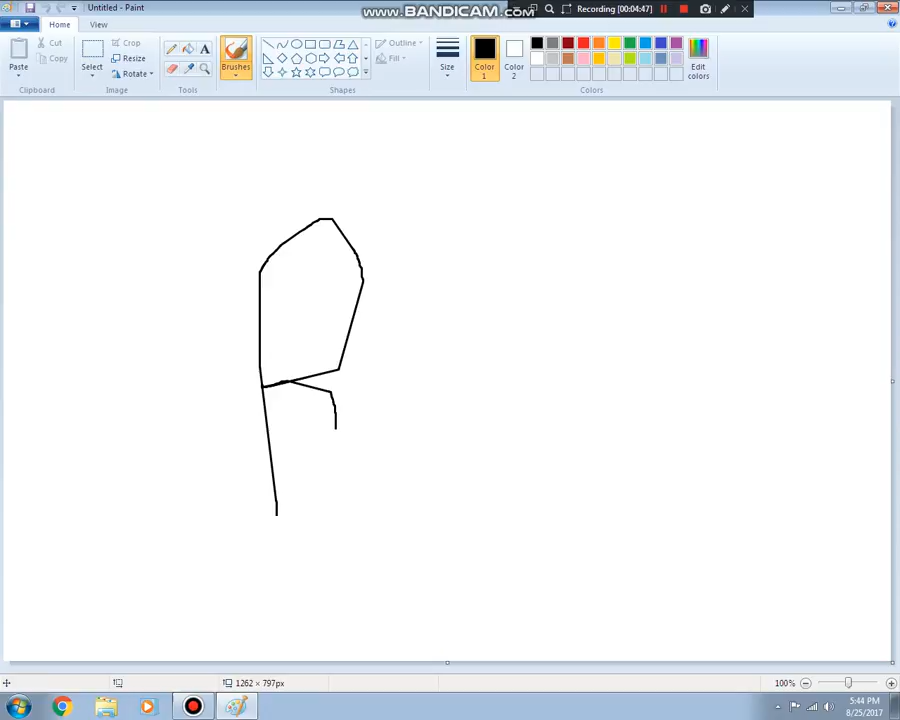 Untitled - Paint
www.BANDICAM.com
Recording [00:04:47]
Home
View
Paste
Cut
Copy
Clipboard
Select
Crop
Resize
Rotate
Image
A
Tools
Brushes
Outline
Fill
Shapes
Size
Color 1
Color 2
Edit colors
Colors
1262 × 797px
100%
5:44 PM
8/25/2017